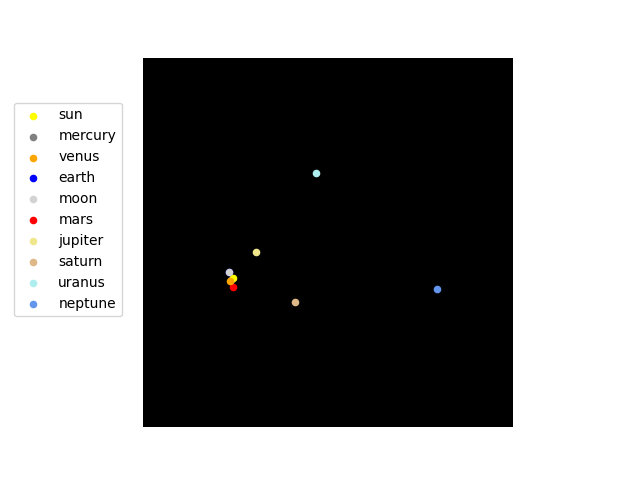 sun
mercury
venus
earth
moon
mars
jupiter
saturn
uranus
neptune